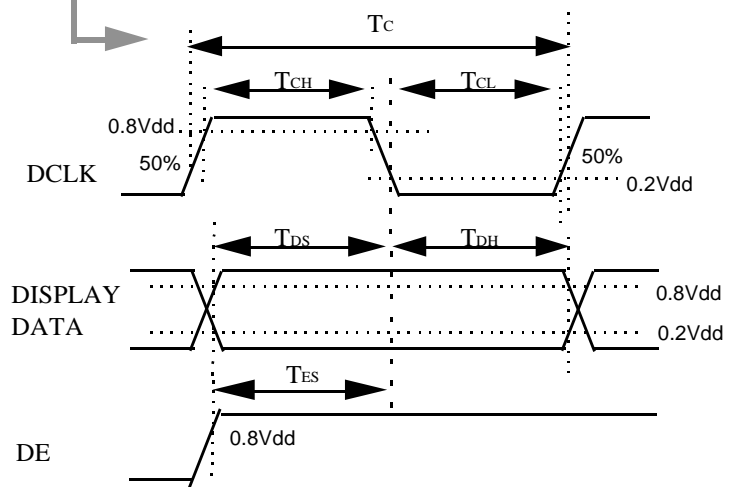 Tc
TCH TCL
0.8Vdd
DCLK 50% 50%
0.2Vdd
TDS TDH
DISPLAY
DATA
0.8Vdd
0.2Vdd
TES
DE 0.8Vdd